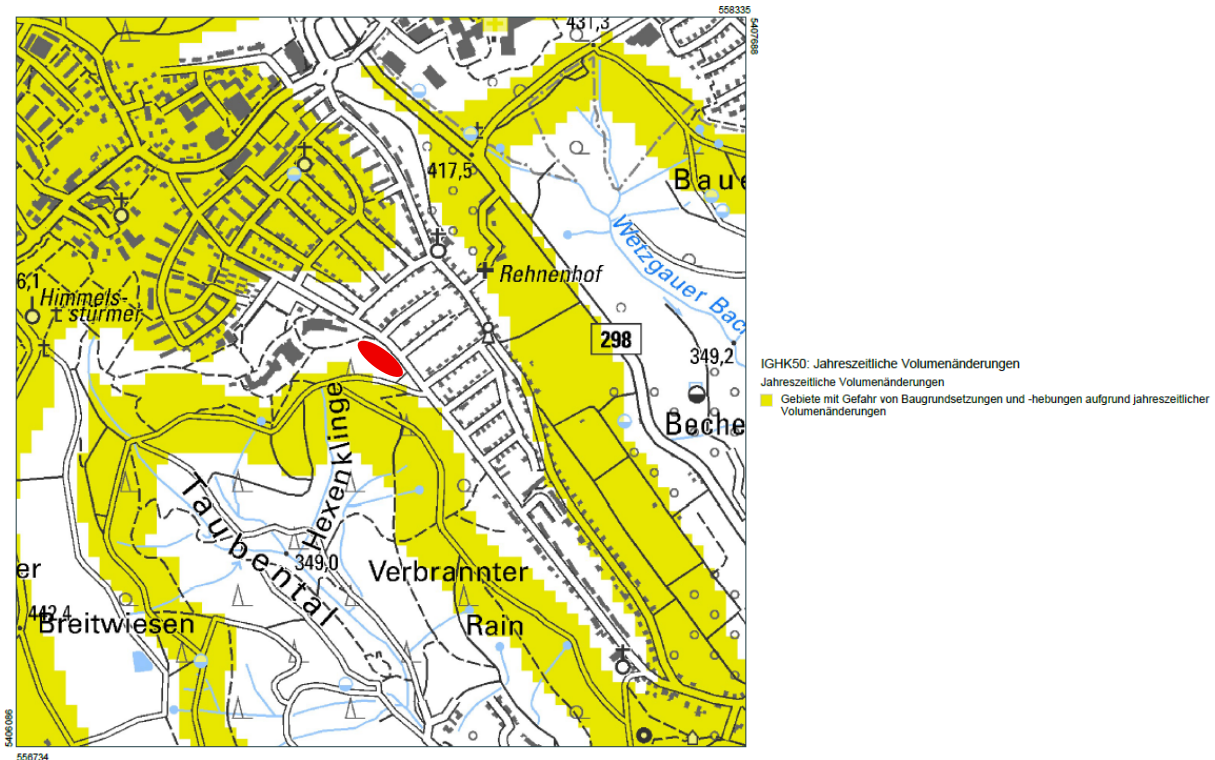 558335
5407688
431,3
417,5
Baue
Wetzgauer Bach
6,1
Himmels-
stürmer
Rehnenhof
298
349,2
IGHK50: Jahreszeitliche Volumenänderungen
Jahreszeitliche Volumenänderungen
Gebiete mit Gefahr von Baugrundsetzungen und -hebungen aufgrund jahreszeitlicher
Volumenänderungen
Beche
Hexenklinge
Taubental
349,0
er
Verbrannter
442,4
Breitwiesen
Rain
5406086
556734